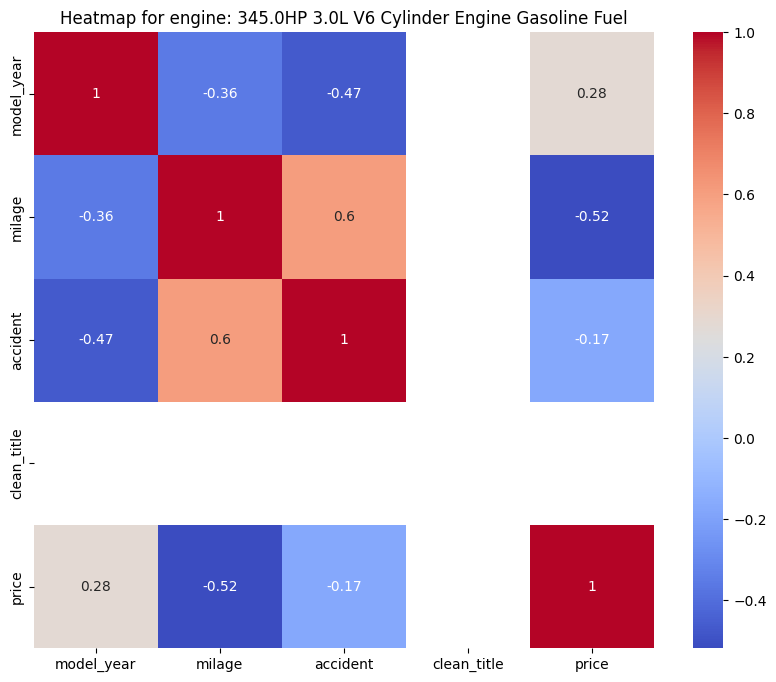 Heatmap for engine: 345.0HP 3.0L V6 Cylinder Engine Gasoline Fuel
model_year
1
-0.36
-0.47
0.28
milage
-0.36
1
0.6
-0.52
accident
-0.47
0.6
1
-0.17
clean_title
price
0.28
-0.52
-0.17
1
model_year
milage
accident
clean_title
price
1.0
0.8
0.6
0.4
0.2
0.0
−0.2
−0.4